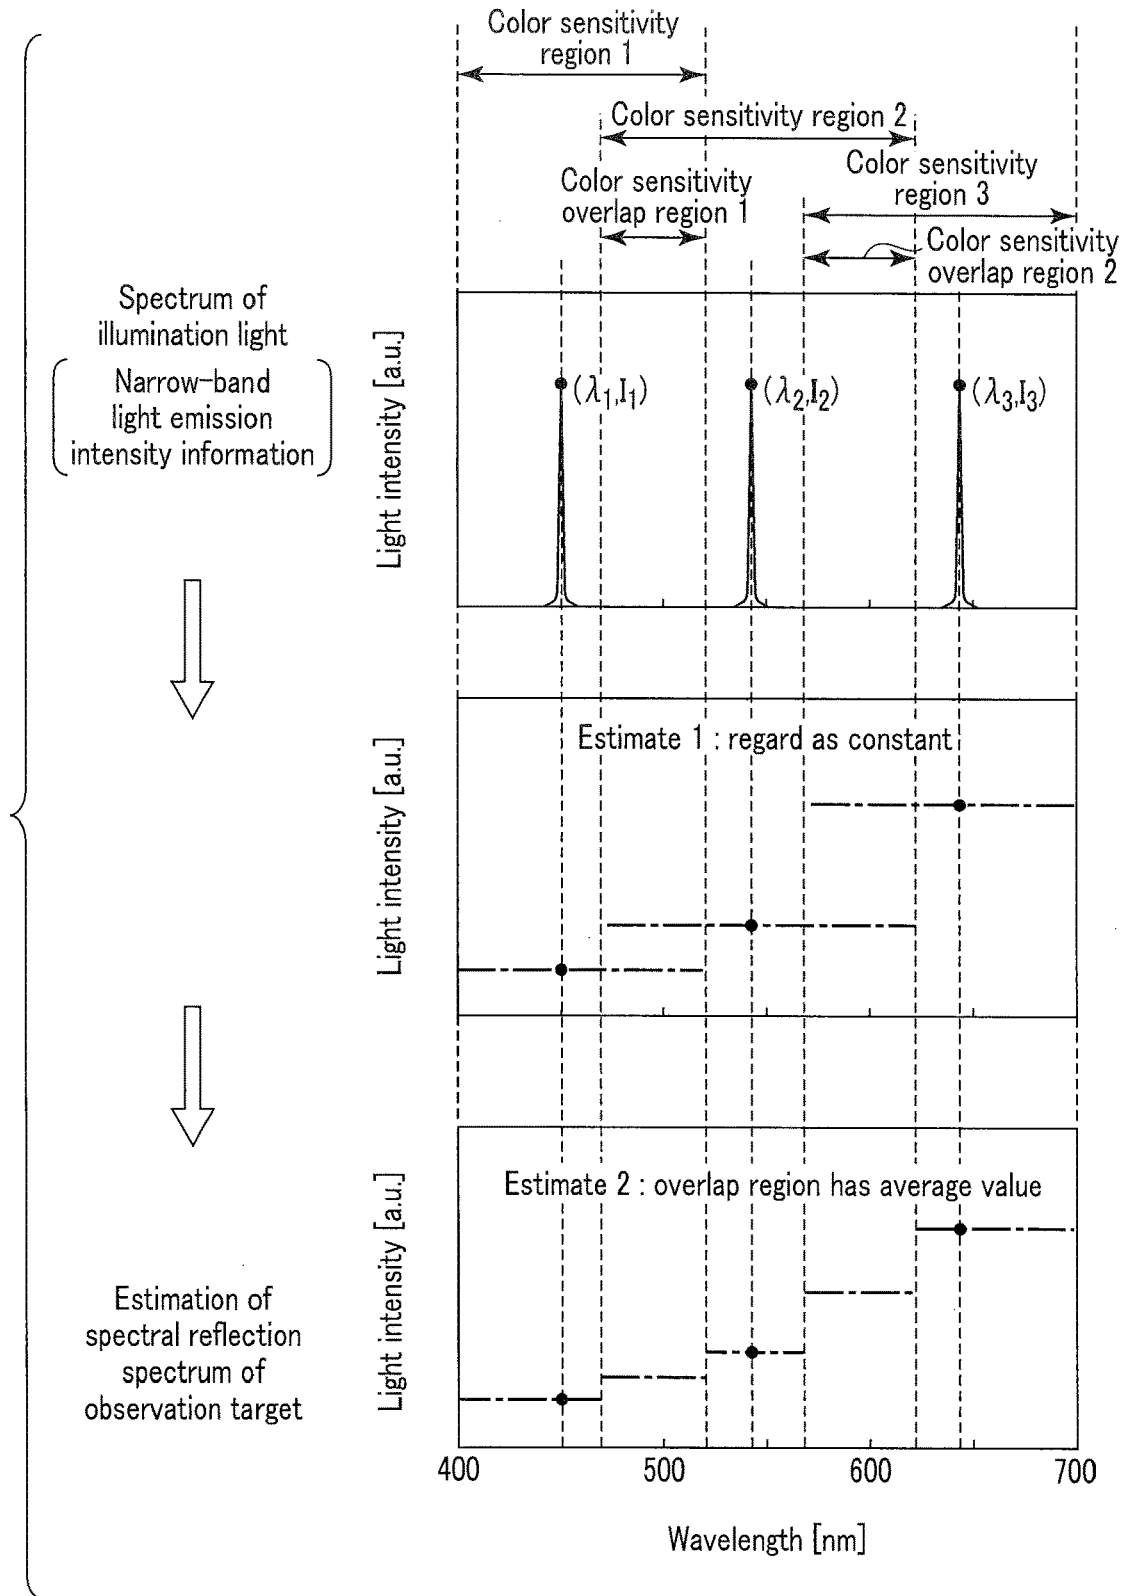 Color sensitivity
region 1
Color sensitivity region 2
Color sensitivity
region 3
Color sensitivity
overlap region 1
Color sensitivity
overlap region 2
Spectrum of
illumination light
Narrow-band
light emission
intensity information
Light intensity [a.u.]
(λ1,I1)
(λ2,I2)
(λ3,I3)
Light intensity [a.u.]
Estimate 1 : regard as constant
Light intensity [a.u.]
Estimate 2 : overlap region has average value
Estimation of
spectral reflection
spectrum of
observation target
400 500 600 700
Wavelength [nm]